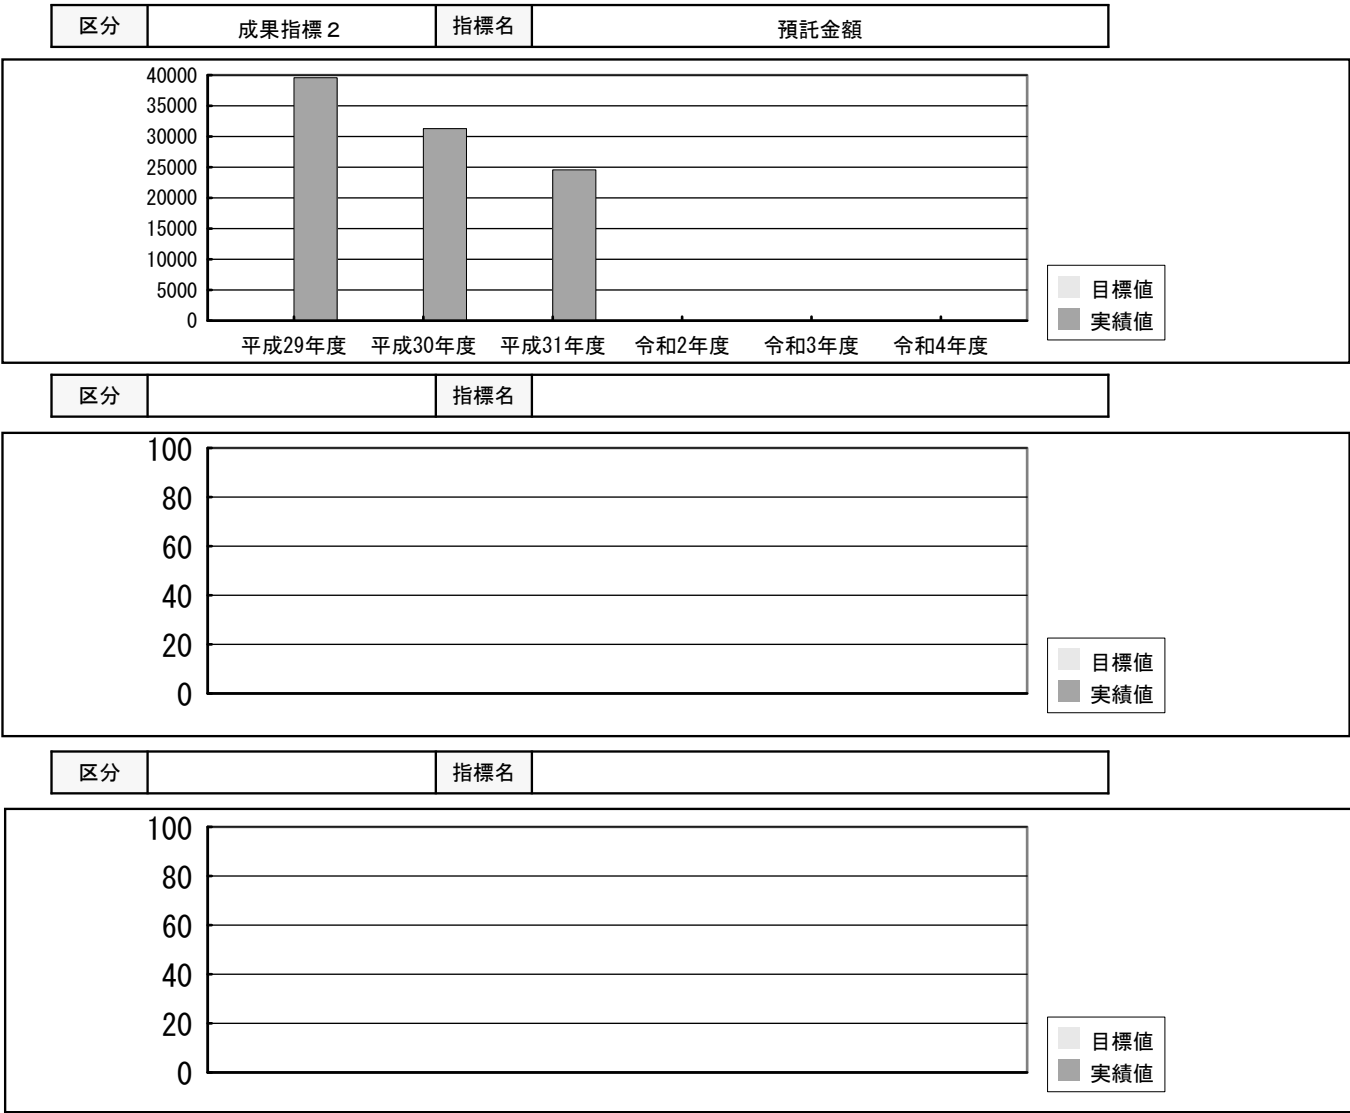 区分 成果指標２ 指標名 預託金額
40000
35000
30000
25000
20000
15000
10000
5000
0
平成29年度 平成30年度 平成31年度 令和2年度 令和3年度 令和4年度
目標値
実績値
区分 指標名
100
80
60
40
20
0
目標値
実績値
区分 指標名
100
80
60
40
20
0
目標値
実績値